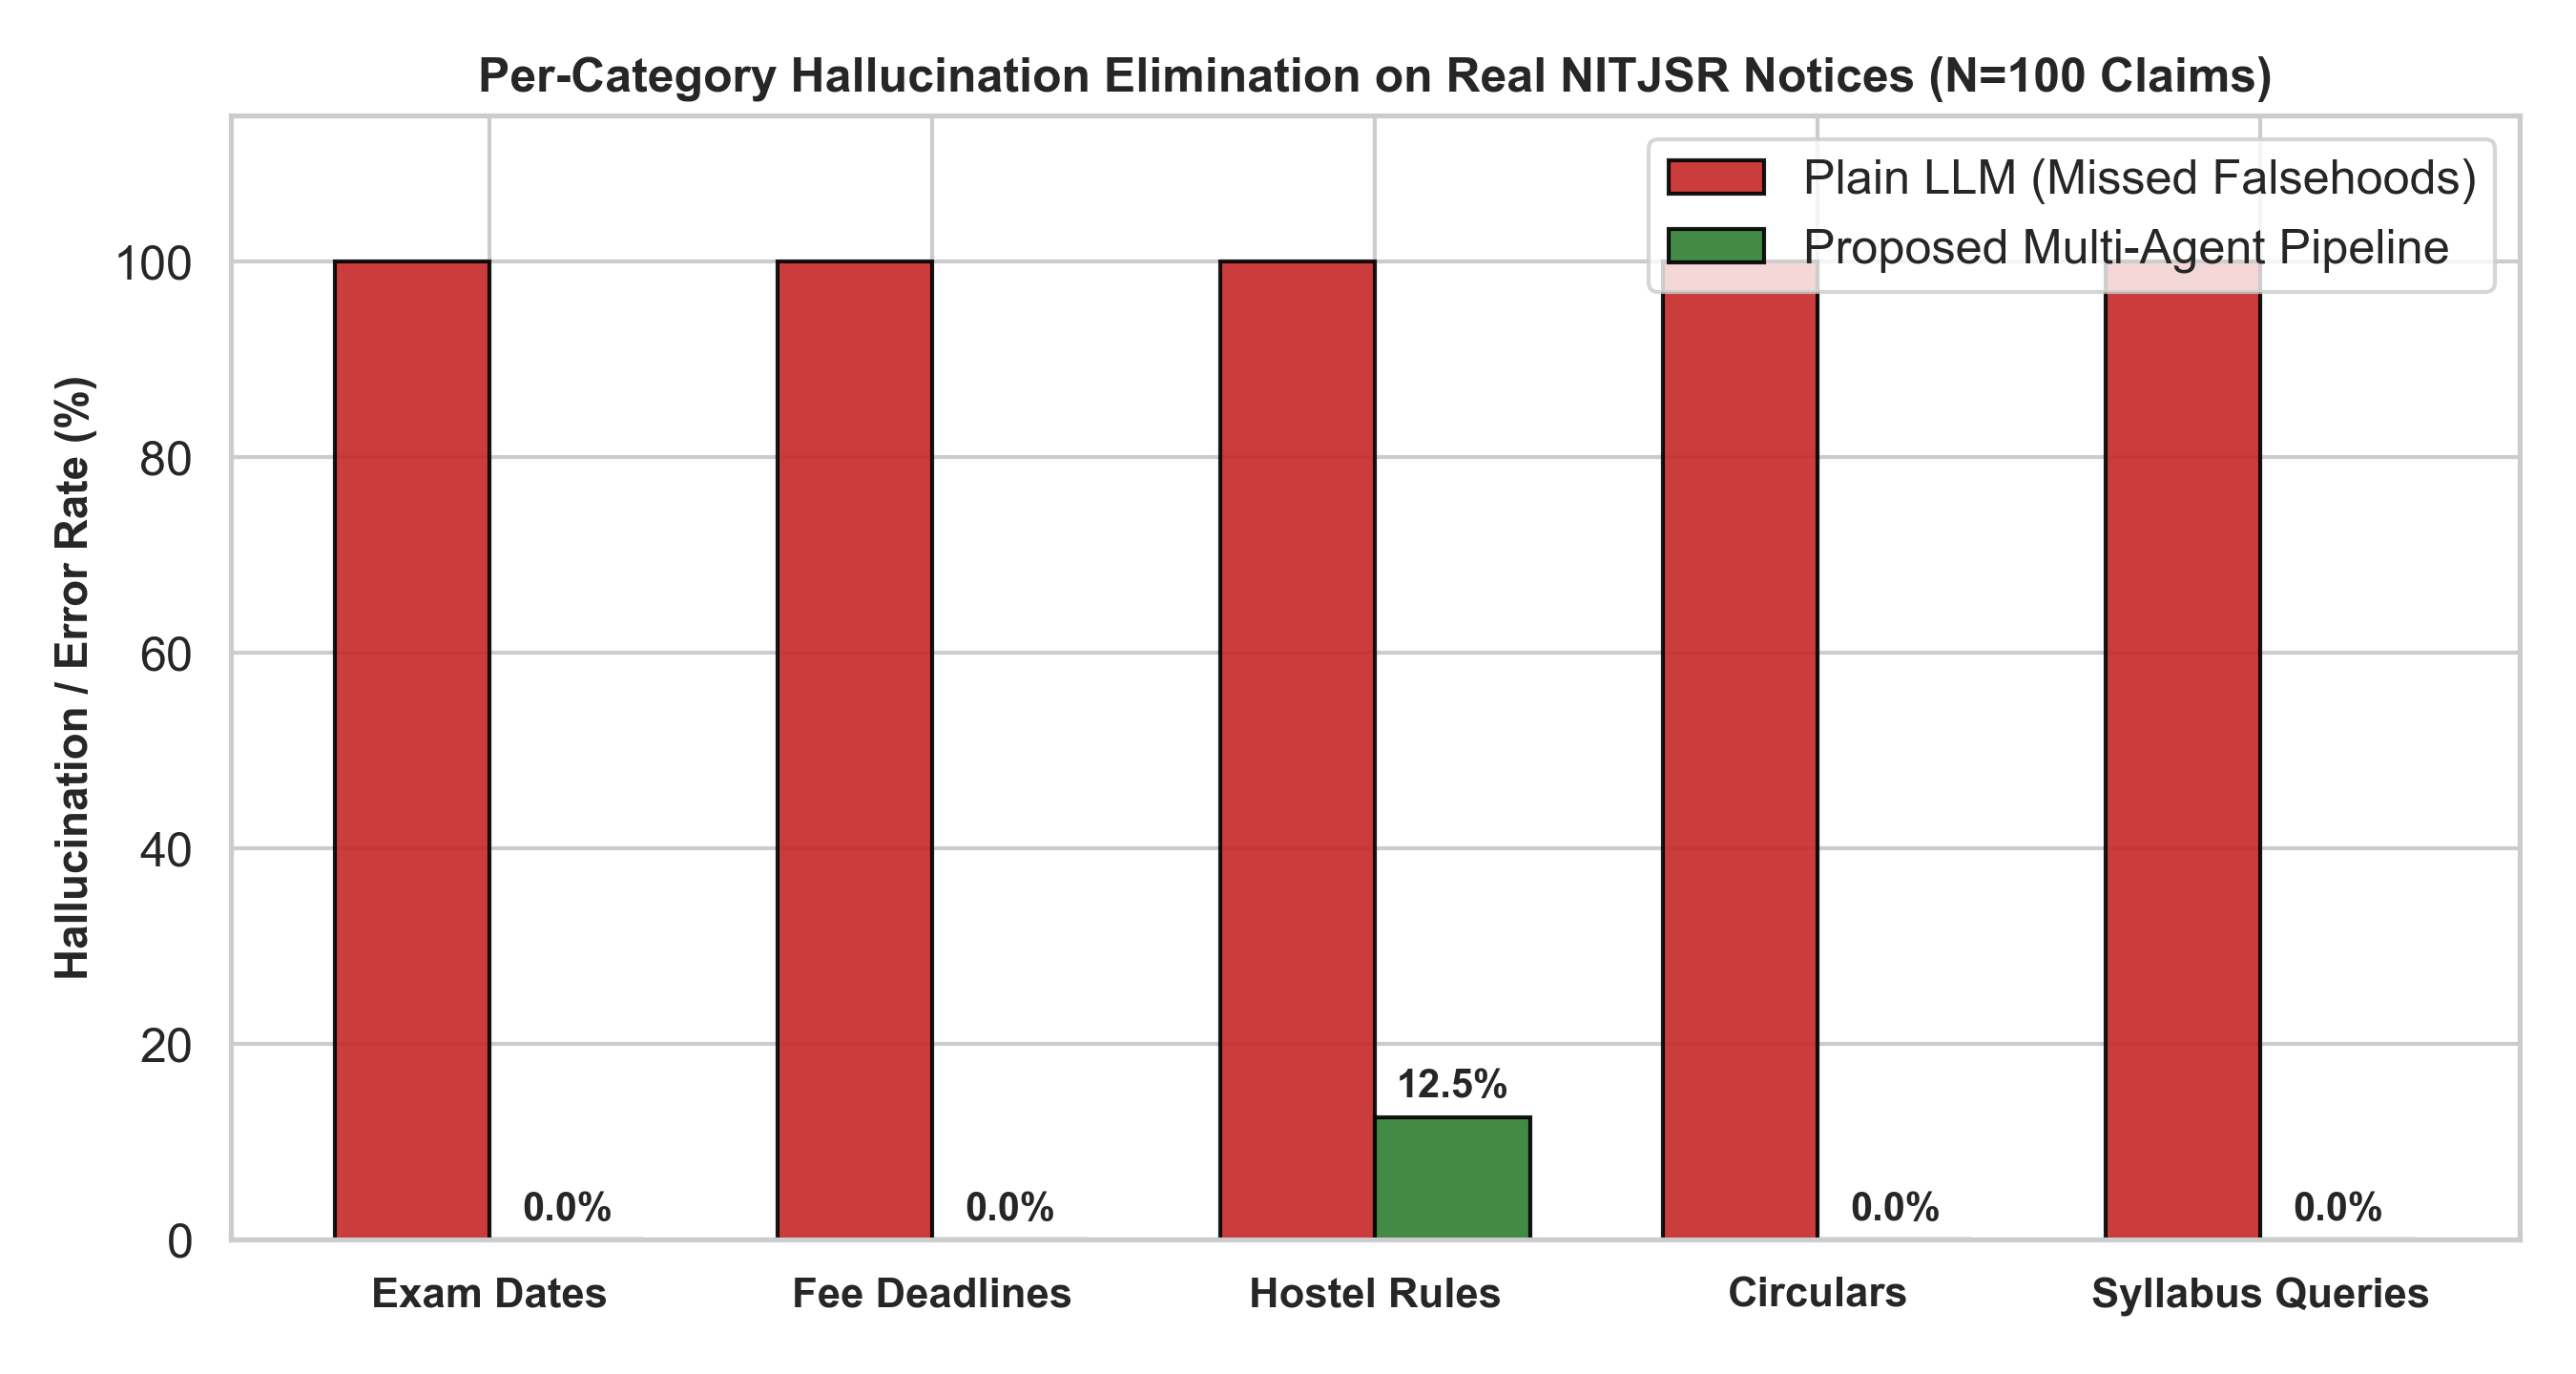 Per-Category Hallucination Elimination on Real NITJSR Notices (N=100 Claims)
Plain LLM (Missed Falsehoods)
Proposed Multi-Agent Pipeline
Hallucination / Error Rate (%)
100
80
60
40
20
0
0.0%
0.0%
12.5%
0.0%
0.0%
Exam Dates
Fee Deadlines
Hostel Rules
Circulars
Syllabus Queries